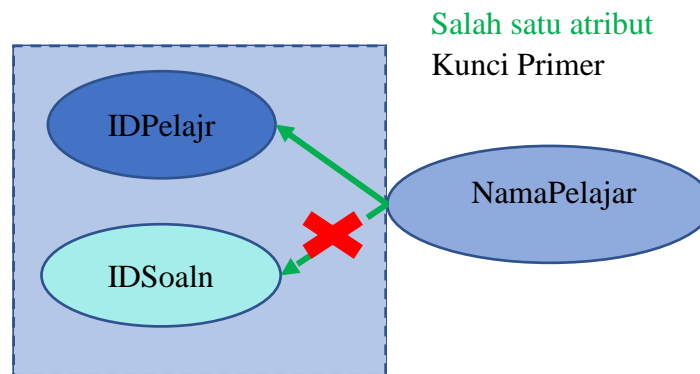 Salah satu atribut
Kunci Primer
IDPelajr
NamaPelajar
IDSoaln